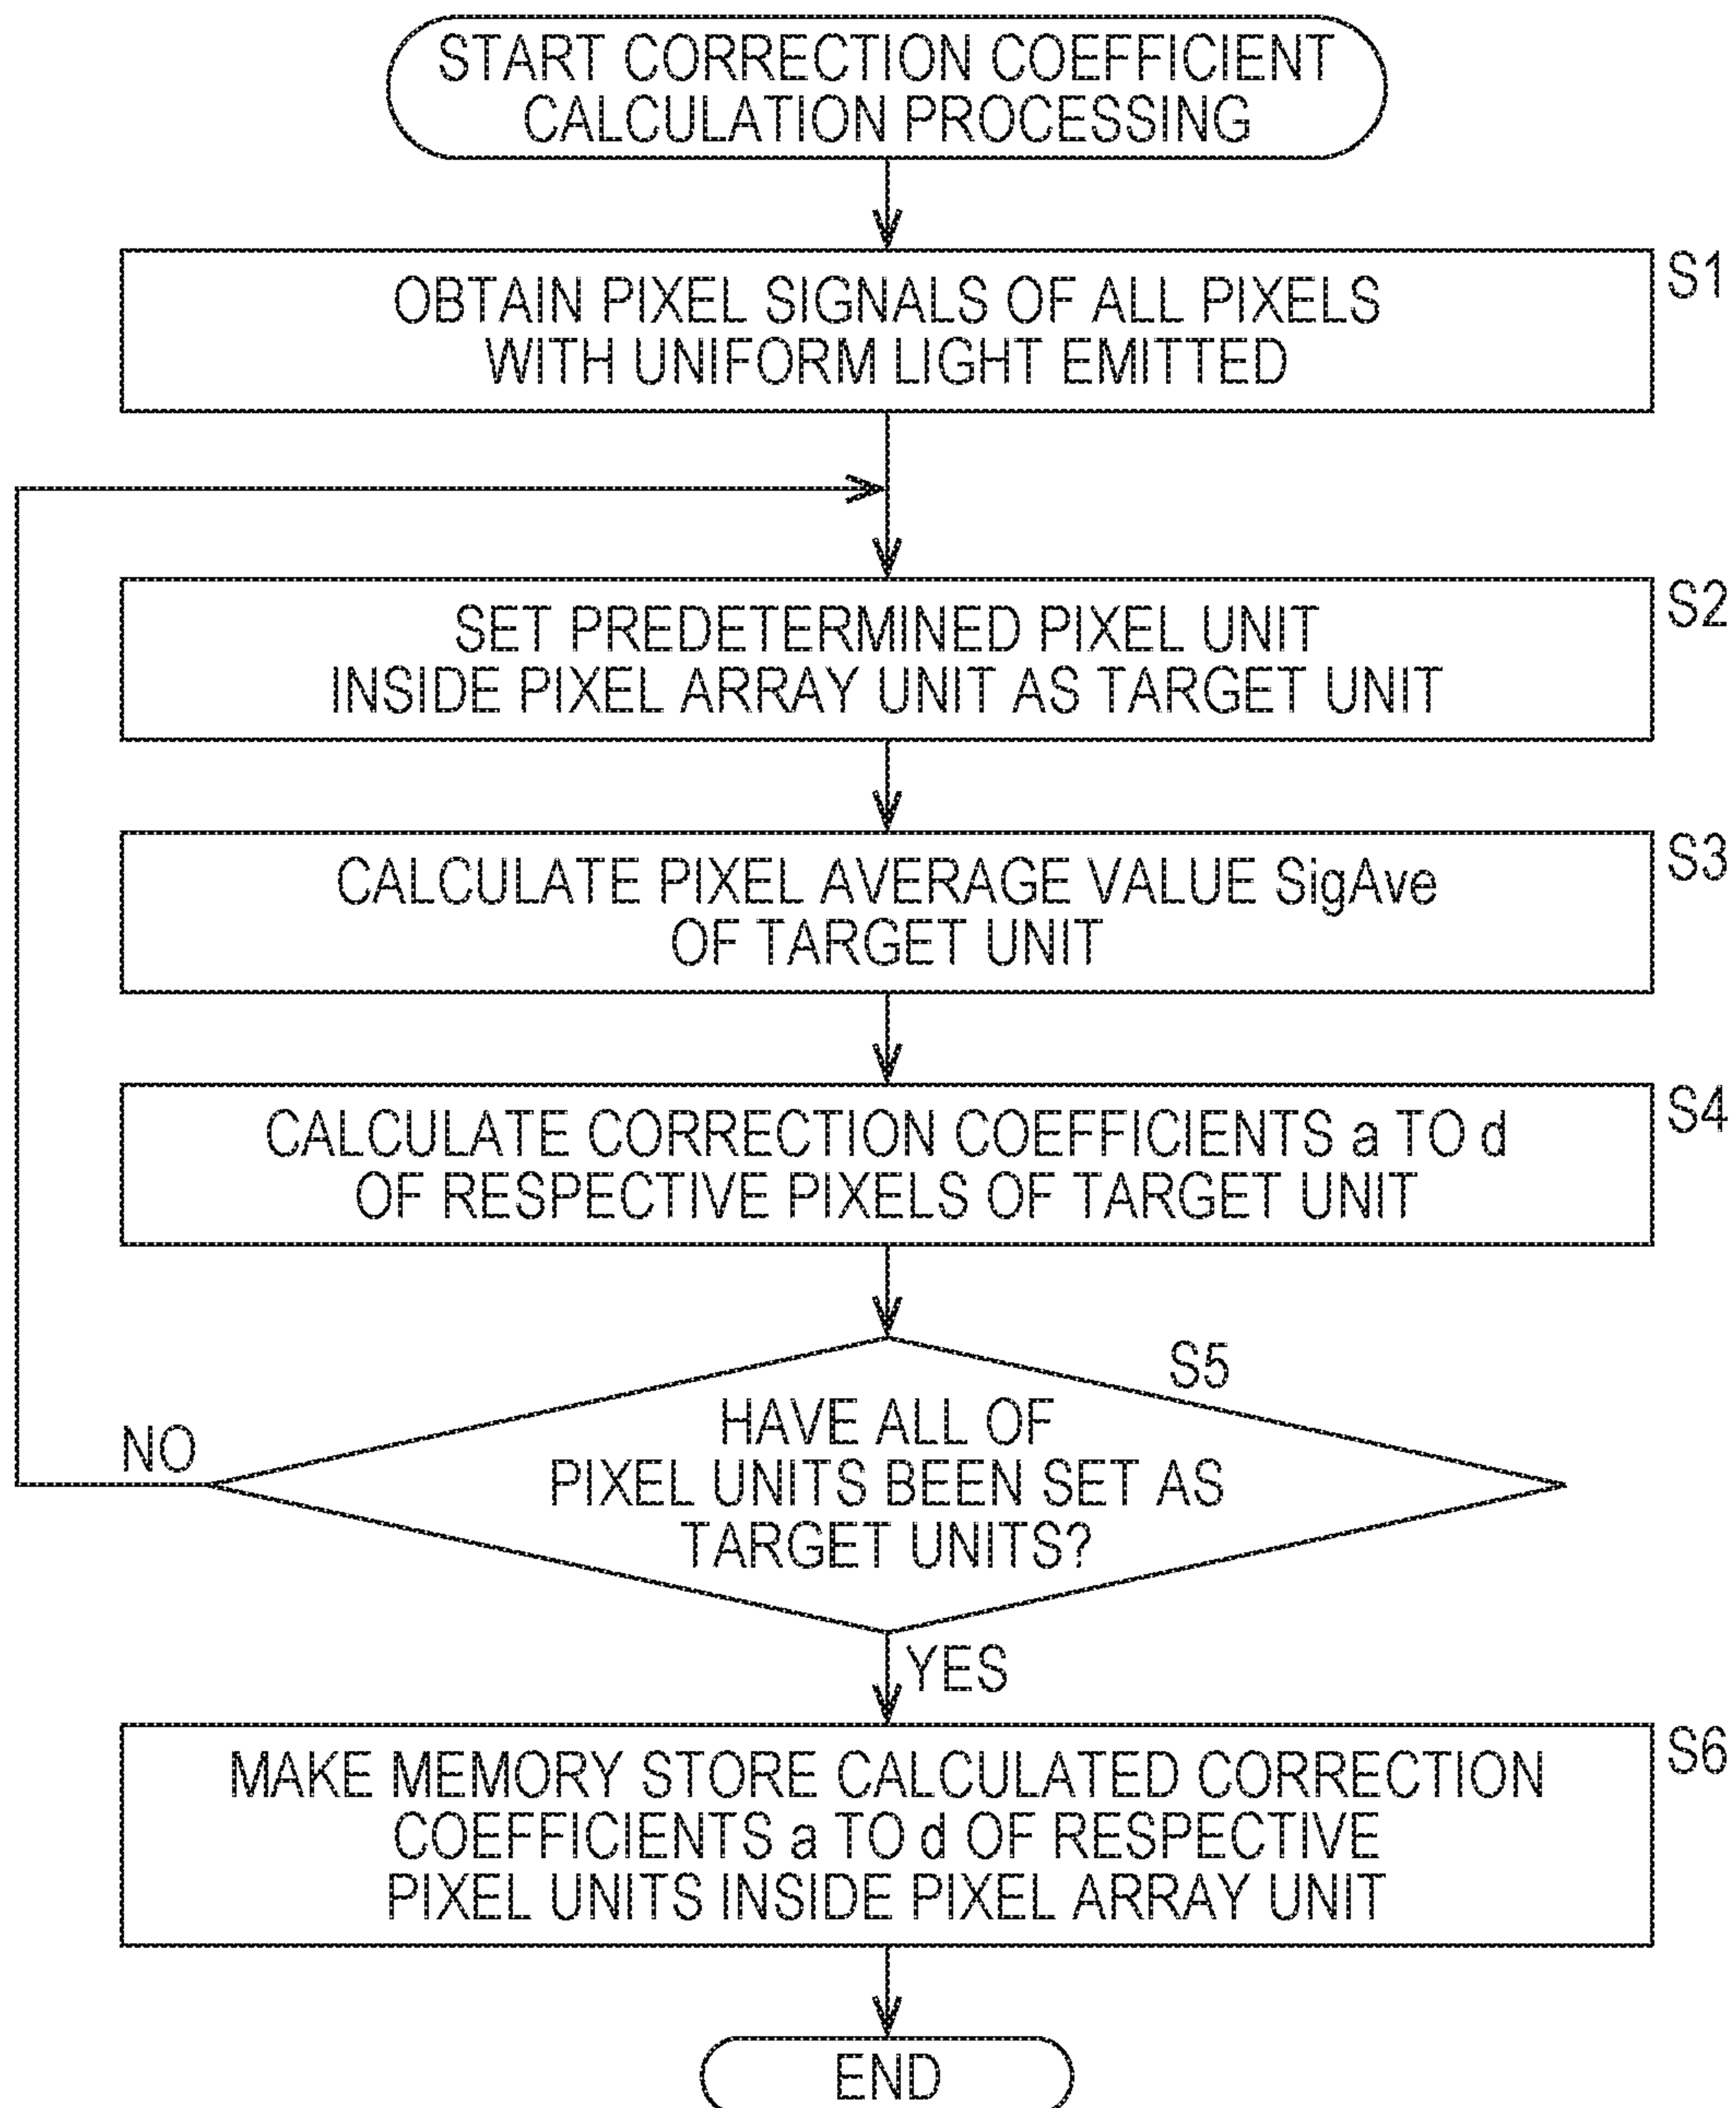 START CORRECTION COEFFICIENT
CALCULATION PROCESSING
OBTAIN PIXEL SIGNALS OF ALL PIXELS
WITH UNIFORM LIGHT EMITTED
S1
SET PREDETERMINED PIXEL UNIT
INSIDE PIXEL ARRAY UNIT AS TARGET UNIT
S2
CALCULATE PIXEL AVERAGE VALUE SigAve
OF TARGET UNIT
S3
CALCULATE CORRECTION COEFFICIENTS a TO d
OF RESPECTIVE PIXELS OF TARGET UNIT
S4
S5
HAVE ALL OF
PIXEL UNITS BEEN SET AS
TARGET UNITS?
NO
YES
MAKE MEMORY STORE CALCULATED CORRECTION
COEFFICIENTS a TO d OF RESPECTIVE
PIXEL UNITS INSIDE PIXEL ARRAY UNIT
S6
END